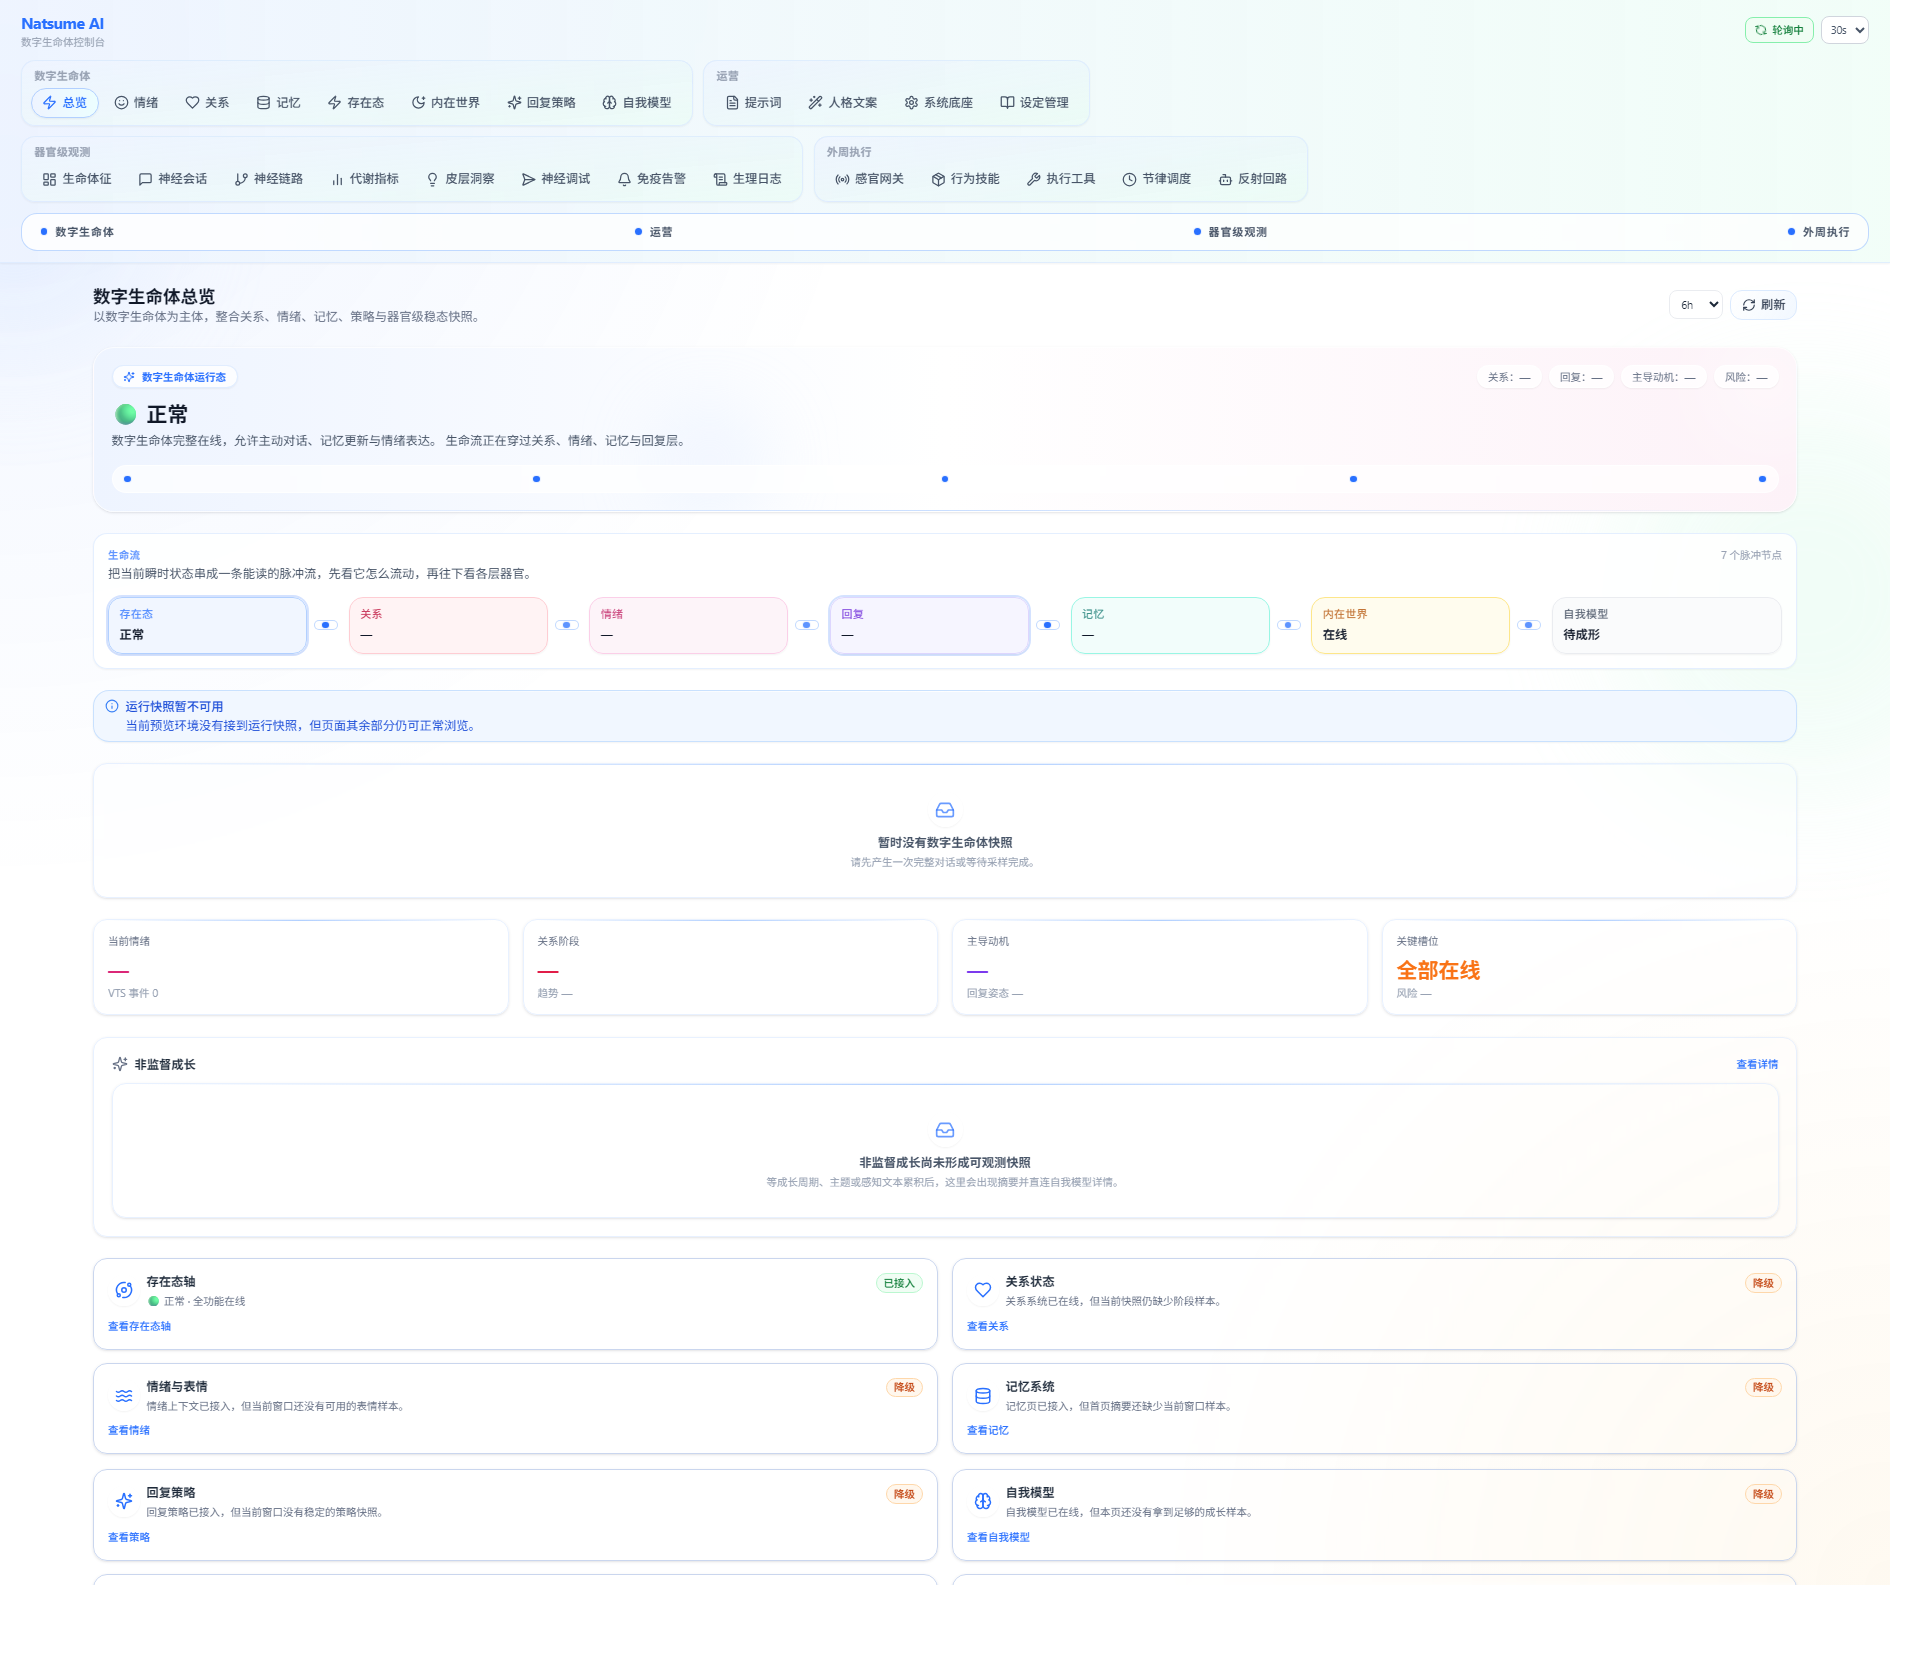 Natsume AI
数字生命体控制台
轮询中
30s
数字生命体
总览
情绪
关系
记忆
存在态
内在世界
回复策略
自我模型
运营
提示词
人格文案
系统底座
设定管理
器官级观测
生命体征
神经会话
神经链路
代谢指标
皮层洞察
神经调试
免疫告警
生理日志
外周执行
感官网关
行为技能
执行工具
节律调度
反射回路
数字生命体
运营
器官级观测
外周执行
数字生命体总览
以数字生命体为主体，整合关系、情绪、记忆、策略与器官级稳态快照。
6h
刷新
数字生命体运行态
关系：—
回复：—
主导动机：—
风险：—
正常
数字生命体完整在线，允许主动对话、记忆更新与情绪表达。 生命流正在穿过关系、情绪、记忆与回复层。
生命流
7 个脉冲节点
把当前瞬时状态串成一条能读的脉冲流，先看它怎么流动，再往下看各层器官。
存在态
正常
关系
—
情绪
—
回复
—
记忆
—
内在世界
在线
自我模型
待成形
运行快照暂不可用
当前预览环境没有接到运行快照，但页面其余部分仍可正常浏览。
暂时没有数字生命体快照
请先产生一次完整对话或等待采样完成。
当前情绪
—
VTS 事件 0
关系阶段
—
趋势 —
主导动机
—
回复姿态 —
关键槽位
全部在线
风险 —
非监督成长
查看详情
非监督成长尚未形成可观测快照
等成长周期、主题或感知文本累积后，这里会出现摘要并直连自我模型详情。
存在态轴
已接入
正常 · 全功能在线
查看存在态轴
关系状态
降级
关系系统已在线，但当前快照仍缺少阶段样本。
查看关系
情绪与表情
降级
情绪上下文已接入，但当前窗口还没有可用的表情样本。
查看情绪
记忆系统
降级
记忆页已接入，但首页摘要还缺少当前窗口样本。
查看记忆
回复策略
降级
回复策略已接入，但当前窗口没有稳定的策略快照。
查看策略
自我模型
降级
自我模型已在线，但本页还没有拿到足够的成长样本。
查看自我模型